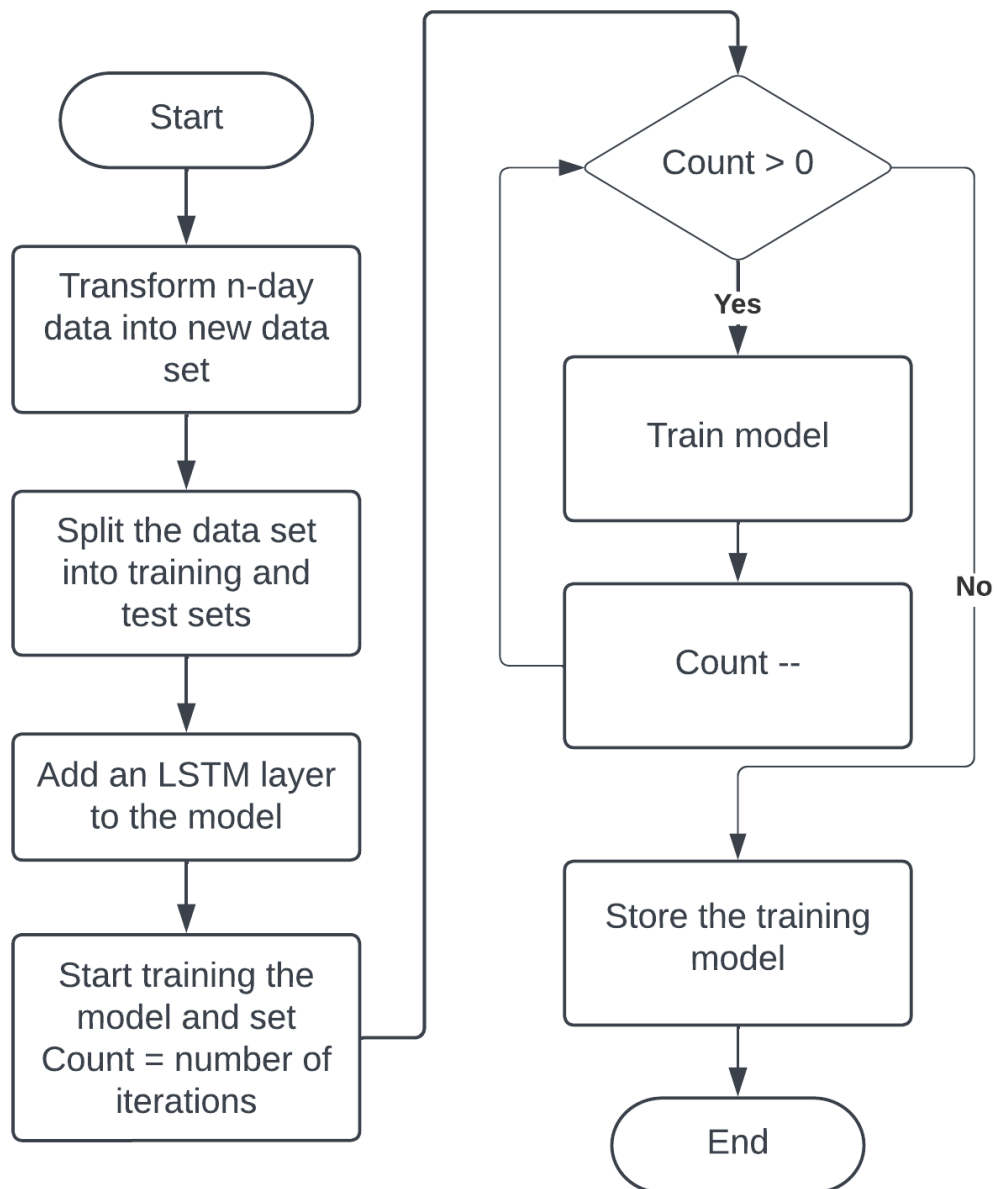 Start
Transform n-day
data into new data
set
Split the data set
into training and
test sets
Add an LSTM layer
to the model
Start training the
model and set
Count = number of
iterations
Count > 0
Yes
Train model
Count --
No
Store the training
model
End